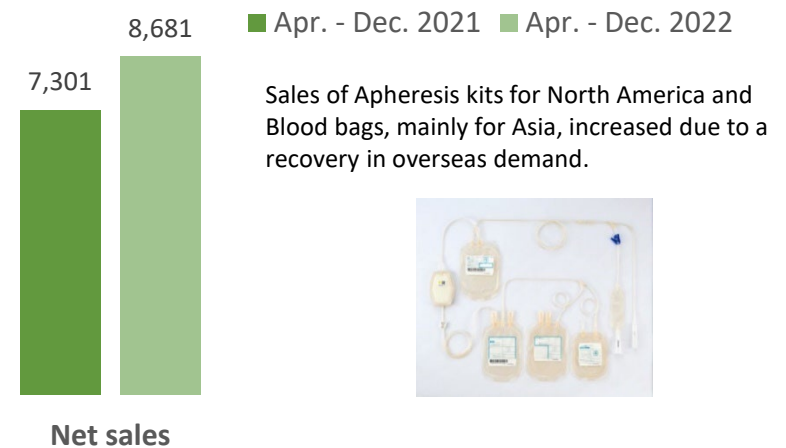 8,681
7,301
Apr. - Dec. 2021 Apr. - Dec. 2022
Sales of Apheresis kits for North America and
Blood bags, mainly for Asia, increased due to a
recovery in overseas demand.
Net sales